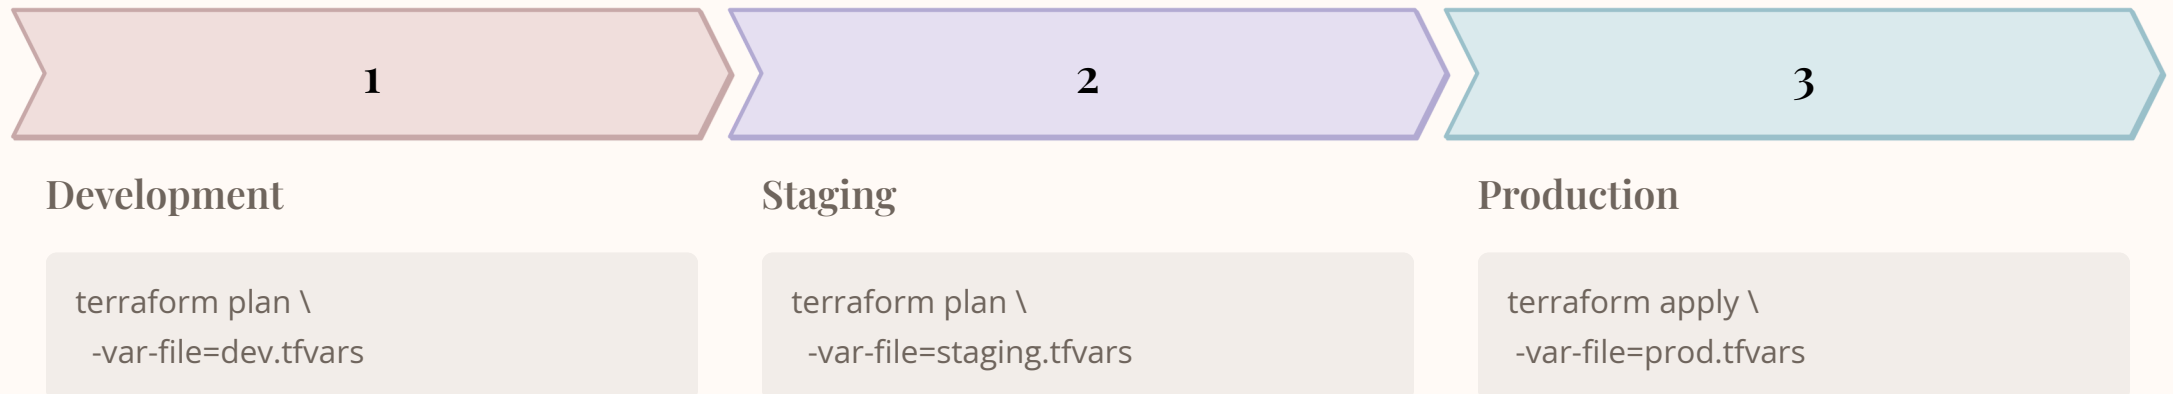 1
2
3
Development
Staging
Production
terraform plan \
  -var-file=dev.tfvars
terraform plan \
  -var-file=staging.tfvars
terraform apply \
 -var-file=prod.tfvars